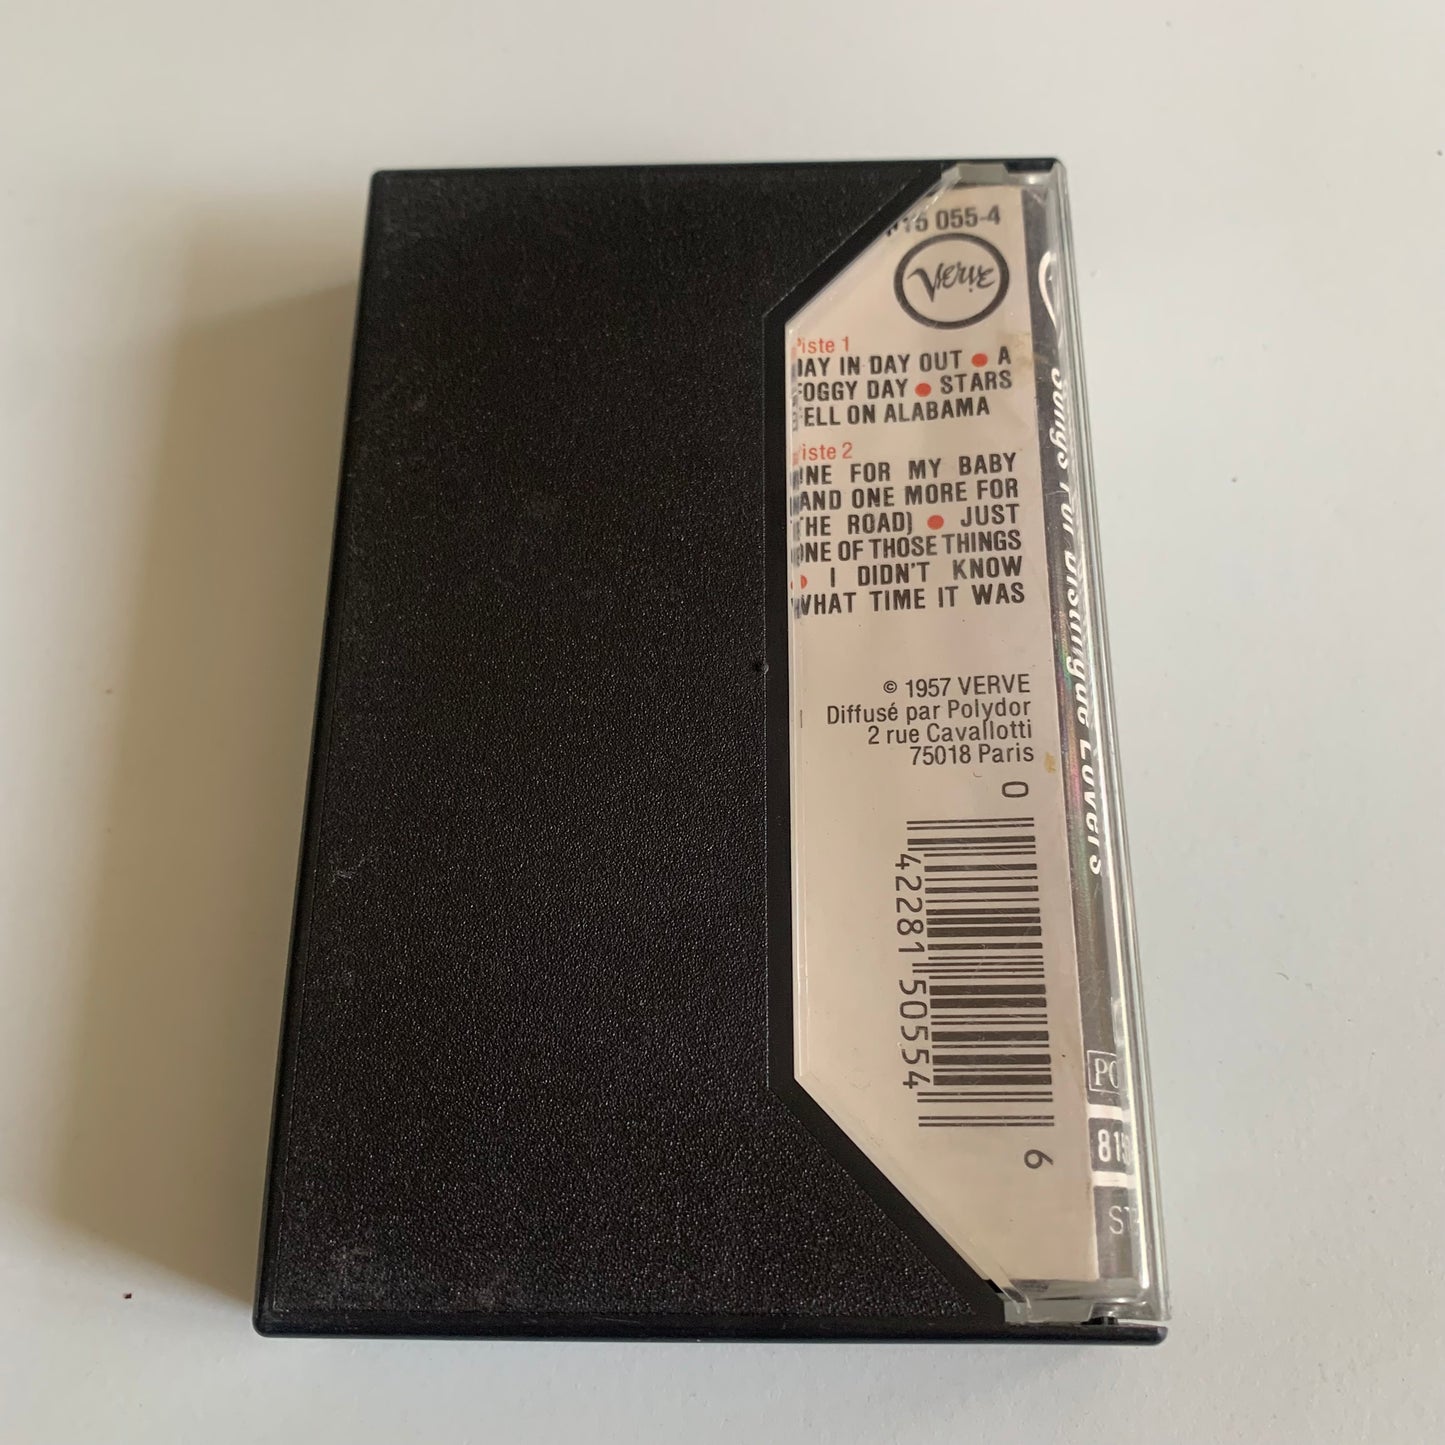 15 055-4
Verve
Piste 1
DAY IN DAY OUT ● A
FOGGY DAY ● STARS
FELL ON ALABAMA
Piste 2
ONE FOR MY BABY
(AND ONE MORE FOR
THE ROAD) ● JUST
ONE OF THOSE THINGS
● I DIDN'T KNOW
WHAT TIME IT WAS
© 1957 VERVE
Diffusé par Polydor
2 rue Cavallotti
75018 Paris
0 42281 50554 6
Songs For Distingué Lovers
PO
815
ST